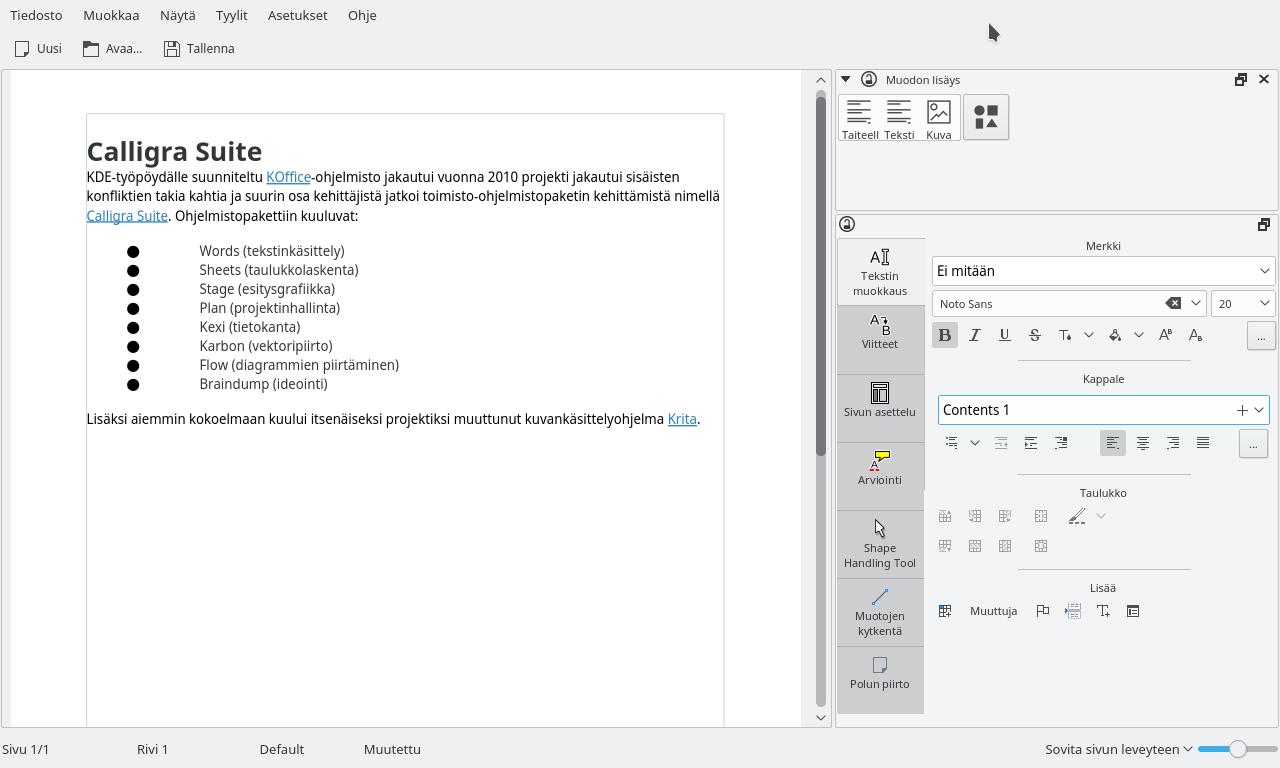 Tiedosto Muokkaa Näytä Tyylit Asetukset Ohje
Uusi Avaa... Tallenna
Calligra Suite
KDE-työpöydälle suunniteltu KOffice-ohjelmisto jakautui vuonna 2010 projekti jakautui sisäisten
konfliktien takia kahtia ja suurin osa kehittäjistä jatkoi toimisto-ohjelmistopaketin kehittämistä nimellä
Calligra Suite. Ohjelmistopakettiin kuuluvat:
● Words (tekstinkäsittely)
● Sheets (taulukkolaskenta)
● Stage (esitysgrafiikka)
● Plan (projektinhallinta)
● Kexi (tietokanta)
● Karbon (vektoripiirto)
● Flow (diagrammien piirtäminen)
● Braindump (ideointi)
Lisäksi aiemmin kokoelmaan kuului itsenäiseksi projektiksi muuttunut kuvankäsittelyohjelma Krita.
Muodon lisäys
Taiteell Teksti Kuva
Tekstin
muokkaus
Viitteet
Sivun asettelu
Arviointi
Shape
Handling Tool
Muotojen
kytkentä
Polun piirto
Merkki
Ei mitään
Noto Sans 20
B I U S ...
Kappale
Contents 1
...
Taulukko
Lisää
Muuttuja
Sivu 1/1 Rivi 1 Default Muutettu Sovita sivun leveyteen